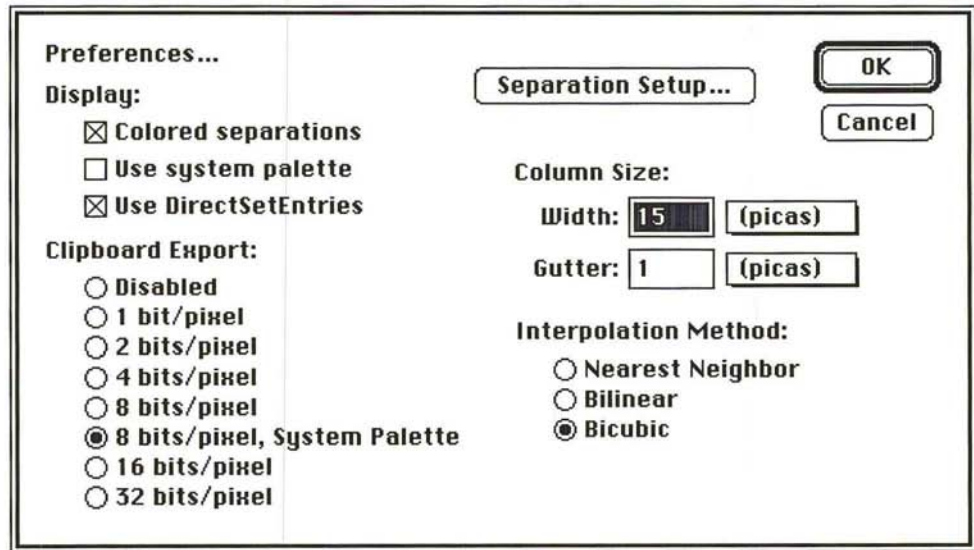 Preferences...
Display:
Colored separations
Use system palette
Use DirectSetEntries
Clipboard Export:
Disabled
1 bit/pixel
2 bits/pixel
4 bits/pixel
8 bits/pixel
8 bits/pixel, System Palette
16 bits/pixel
32 bits/pixel
Separation Setup...
OK
Cancel
Column Size:
Width: 15 (picas)
Gutter: 1 (picas)
Interpolation Method:
Nearest Neighbor
Bilinear
Bicubic